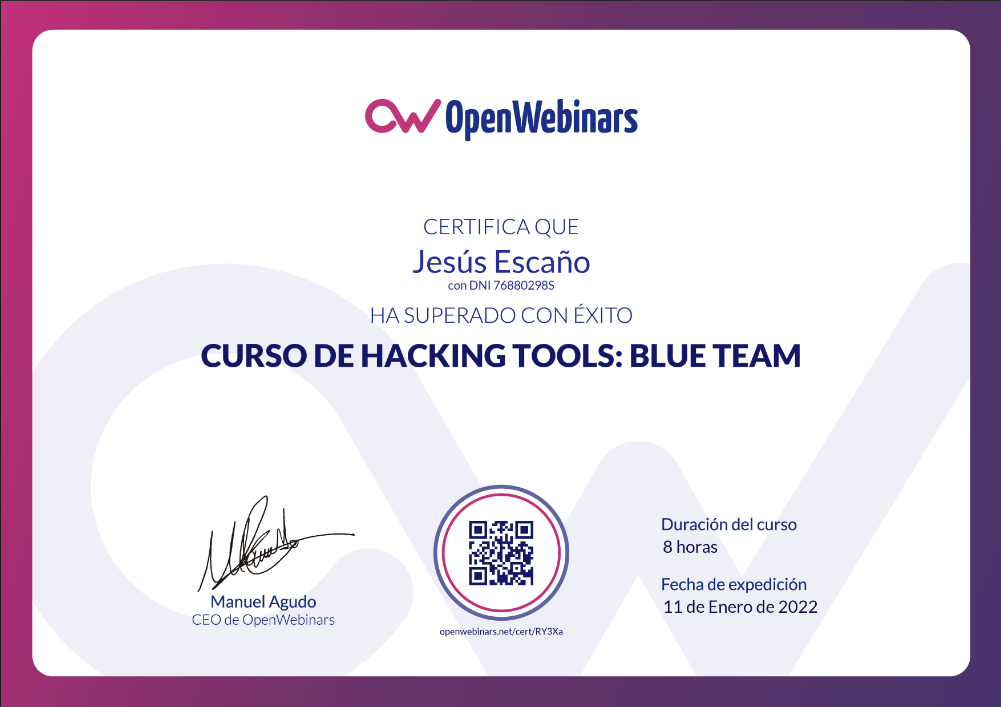 OpenWebinars
CERTIFICA QUE
Jesús Escaño
con DNI 76880298S
HA SUPERADO CON ÉXITO
CURSO DE HACKING TOOLS: BLUE TEAM
Manuel Agudo
CEO de OpenWebinars
openwebinars.net/cert/RY3Xa
Duración del curso
8 horas
Fecha de expedición
11 de Enero de 2022